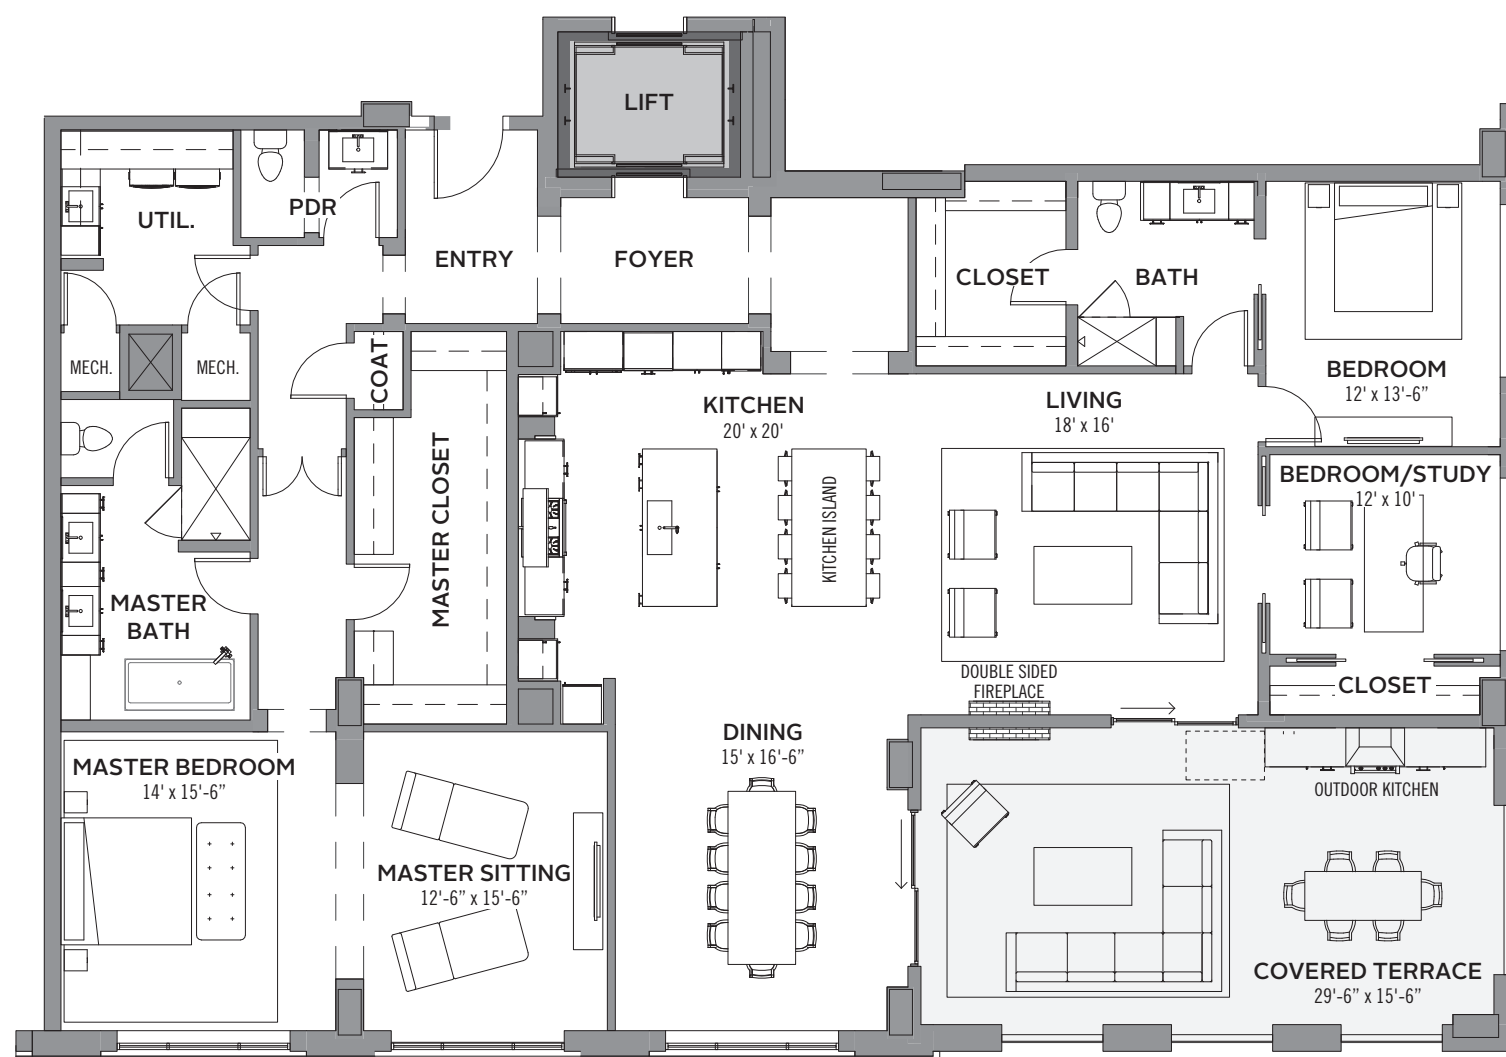 LIFT
UTIL.
PDR
ENTRY
FOYER
CLOSET
BATH
MECH.
MECH.
COAT
BEDROOM
12' x 13'-6”
KITCHEN
20' x 20'
LIVING
18' x 16'
MASTER CLOSET
KITCHEN ISLAND
BEDROOM/STUDY
12' x 10'
MASTER
BATH
DOUBLE SIDED
FIREPLACE
CLOSET
DINING
15' x 16'-6”
MASTER BEDROOM
14' x 15'-6”
OUTDOOR KITCHEN
MASTER SITTING
12'-6” x 15'-6”
COVERED TERRACE
29'-6” x 15'-6”